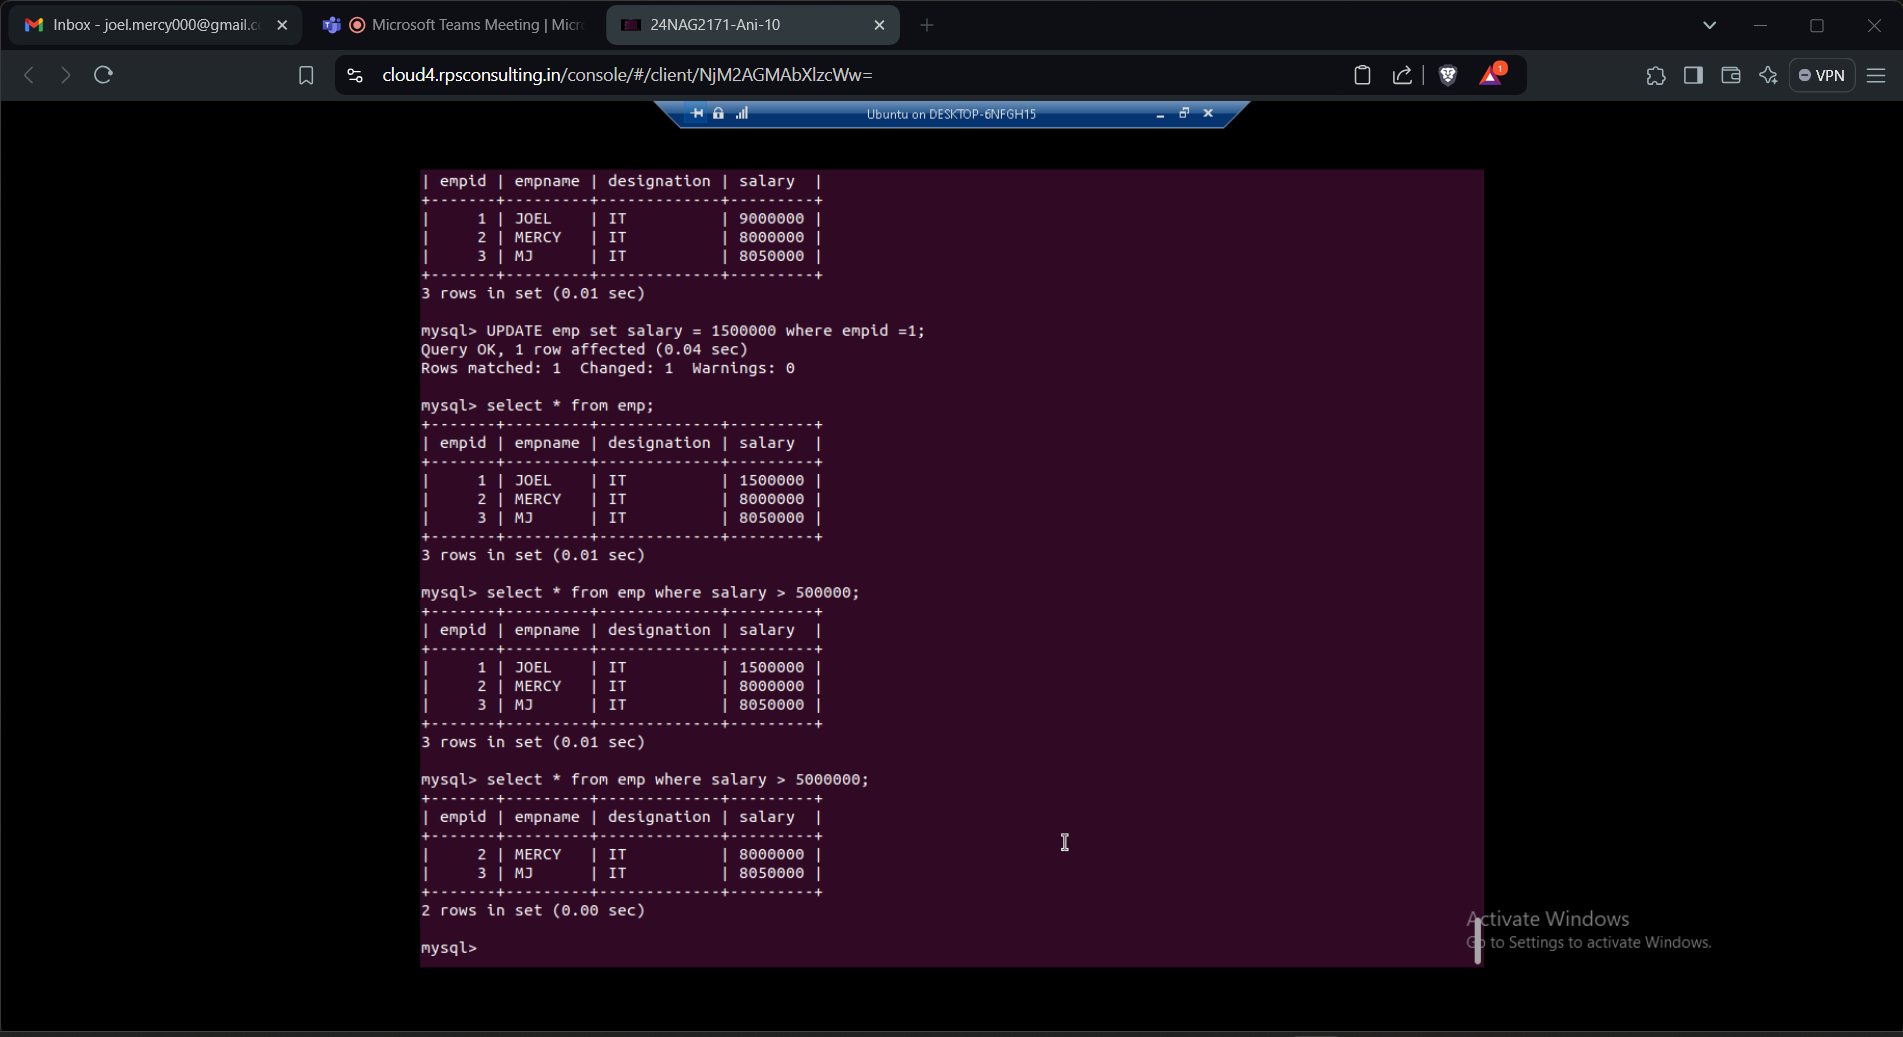 Inbox - joel.mercy000@gmail.c
Microsoft Teams Meeting | Micr
24NAG2171-Ani-10
cloud4.rpsconsulting.in/console/#/client/NjM2AGMAbXlzcWw=
1
VPN
Ubuntu on DESKTOP-6NFGH15
| empid | empname | designation | salary  |
+-------+---------+-------------+---------+
|     1 | JOEL    | IT          | 9000000 |
|     2 | MERCY   | IT          | 8000000 |
|     3 | MJ      | IT          | 8050000 |
+-------+---------+-------------+---------+
3 rows in set (0.01 sec)
mysql> UPDATE emp set salary = 1500000 where empid =1;
Query OK, 1 row affected (0.04 sec)
Rows matched: 1  Changed: 1  Warnings: 0
mysql> select * from emp;
+-------+---------+-------------+---------+
| empid | empname | designation | salary  |
+-------+---------+-------------+---------+
|     1 | JOEL    | IT          | 1500000 |
|     2 | MERCY   | IT          | 8000000 |
|     3 | MJ      | IT          | 8050000 |
+-------+---------+-------------+---------+
3 rows in set (0.01 sec)
mysql> select * from emp where salary > 500000;
+-------+---------+-------------+---------+
| empid | empname | designation | salary  |
+-------+---------+-------------+---------+
|     1 | JOEL    | IT          | 1500000 |
|     2 | MERCY   | IT          | 8000000 |
|     3 | MJ      | IT          | 8050000 |
+-------+---------+-------------+---------+
3 rows in set (0.01 sec)
mysql> select * from emp where salary > 5000000;
+-------+---------+-------------+---------+
| empid | empname | designation | salary  |
+-------+---------+-------------+---------+
|     2 | MERCY   | IT          | 8000000 |
|     3 | MJ      | IT          | 8050000 |
+-------+---------+-------------+---------+
2 rows in set (0.00 sec)
mysql>
Activate Windows
Go to Settings to activate Windows.